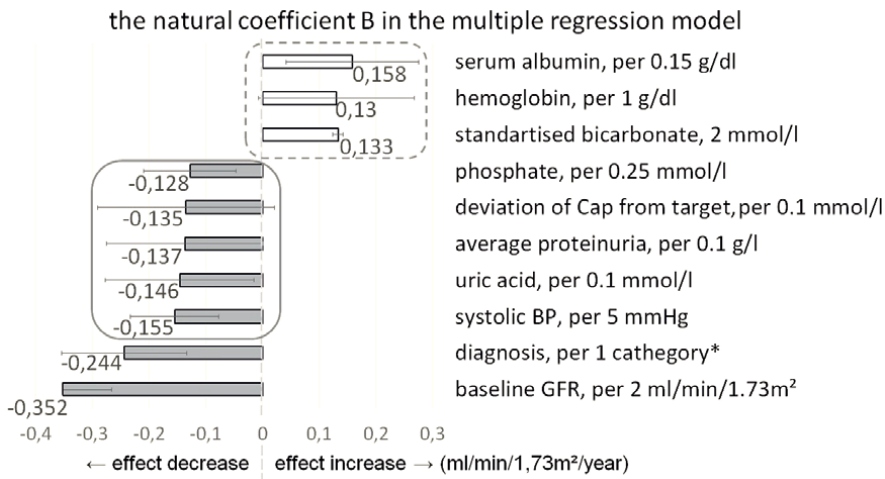 the natural coefficient B in the multiple regression model
0,158 serum albumin, per 0.15 g/dl
0,13 hemoglobin, per 1 g/dl
0,133 standartised bicarbonate, 2 mmol/l
-0,128 phosphate, per 0.25 mmol/l
-0,135 deviation of Cap from target, per 0.1 mmol/l
-0,137 average proteinuria, per 0.1 g/l
-0,146 uric acid, per 0.1 mmol/l
-0,155 systolic BP, per 5 mmHg
-0,244 diagnosis, per 1 cathegory*
-0,352 baseline GFR, per 2 ml/min/1.73m²
-0,4 -0,3 -0,2 -0,1 0 0,1 0,2 0,3
← effect decrease effect increase → (ml/min/1,73m²/year)